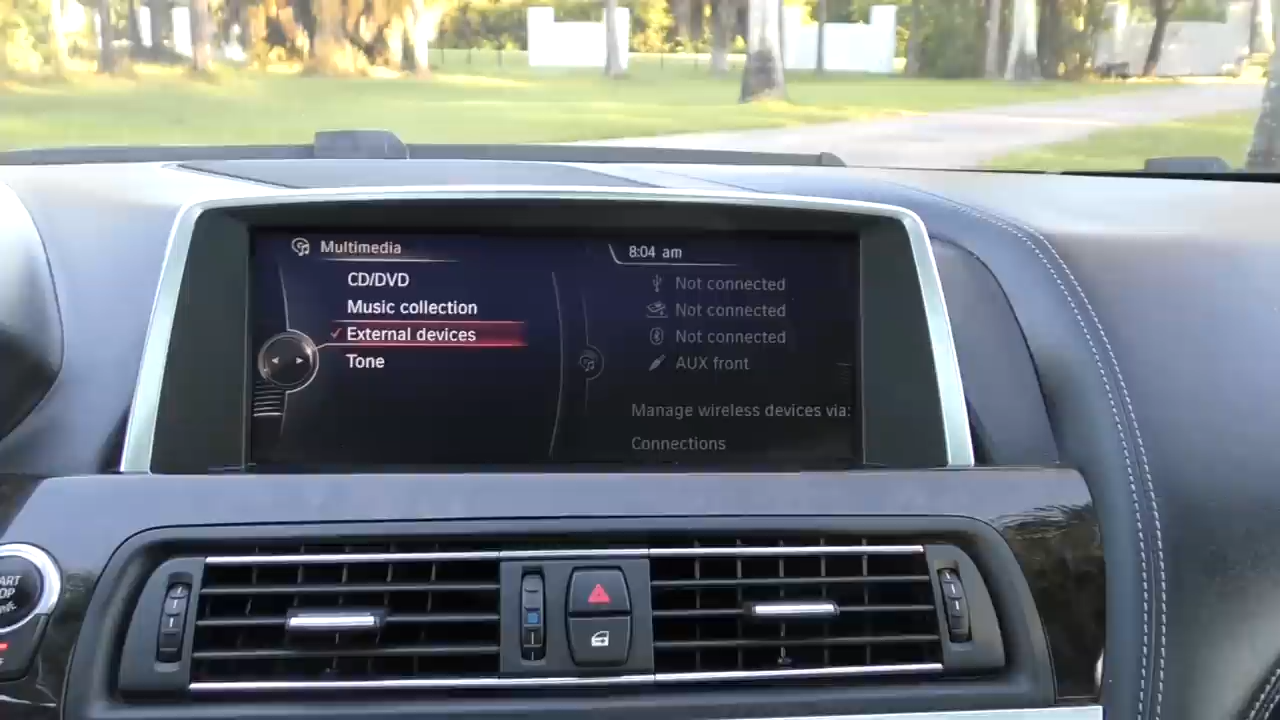 Multimedia
CD/DVD
Music collection
External devices
Tone
8:04 am
Not connected
Not connected
Not connected
AUX front
Manage wireless devices via:
Connections